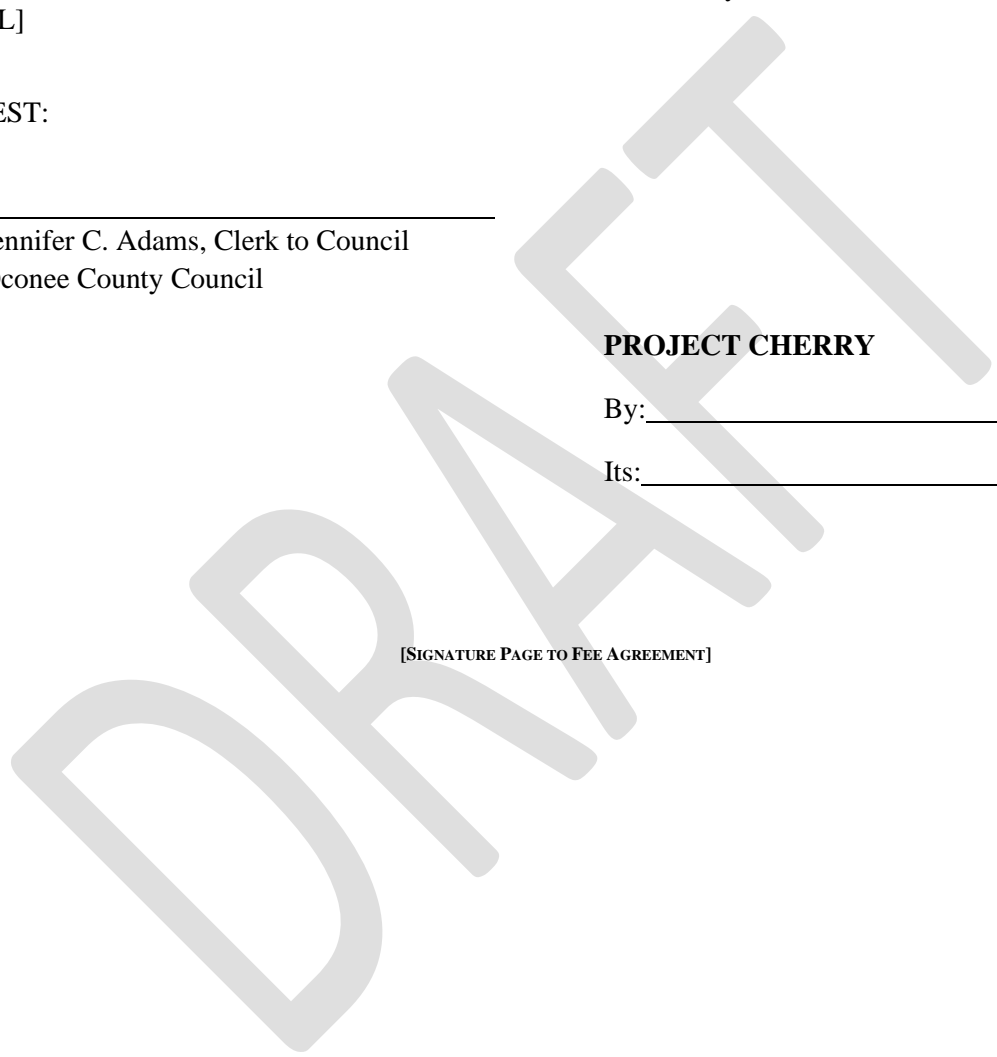 L]
EST:
ennifer C. Adams, Clerk to Council
conee County Council
PROJECT CHERRY
By:
Its:
[SIGNATURE PAGE TO FEE AGREEMENT]
DRAFT